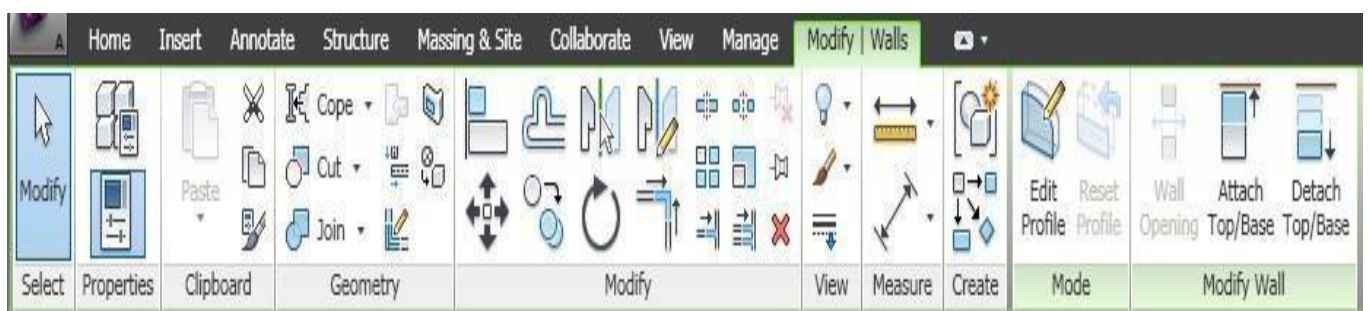 A Home Insert Annotate Structure Massing & Site Collaborate View Manage Modify | Walls
Cope
Modify Paste Cut Edit Reset Wall Attach Detach
Join Profile Profile Opening Top/Base Top/Base
Select Properties Clipboard Geometry Modify View Measure Create Mode Modify Wall